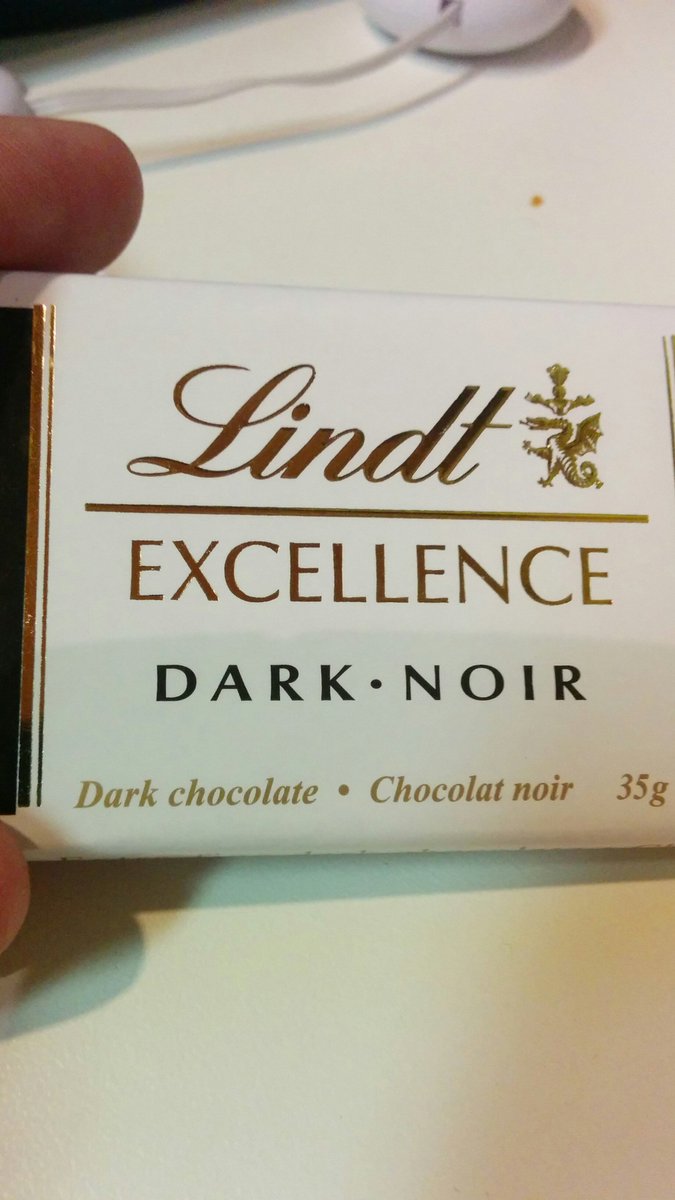 Lindt
EXCELLENCE
DARK·NOIR
Dark chocolate • Chocolat noir 35g